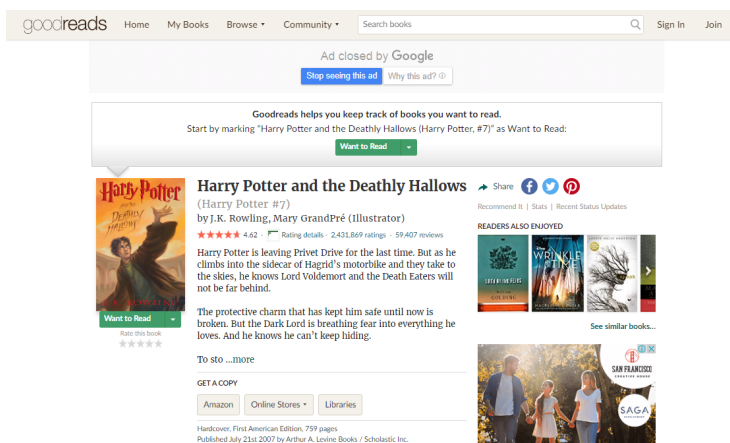 goodreads Home My Books Browse Community Search books Sign In Join
Ad closed by Google
Stop seeing this ad Why this ad?
Goodreads helps you keep track of books you want to read.
Start by marking “Harry Potter and the Deathly Hallows (Harry Potter, #7)” as Want to Read:
Want to Read
Harry Potter
AND THE
DEATHLY
HALLOWS
Want to Read
Rate this book
Harry Potter and the Deathly Hallows
(Harry Potter #7)
by J.K. Rowling, Mary GrandPré (Illustrator)
4.62 · Rating details · 2,431,869 ratings · 59,407 reviews
Harry Potter is leaving Privet Drive for the last time. But as he
climbs into the sidecar of Hagrid’s motorbike and they take to
the skies, he knows Lord Voldemort and the Death Eaters will
not be far behind.
The protective charm that has kept him safe until now is
broken. But the Dark Lord is breathing fear into everything he
loves. And he knows he can’t keep hiding.
To sto ...more
GET A COPY
Amazon Online Stores Libraries
Hardcover, First American Edition, 759 pages
Published July 21st 2007 by Arthur A. Levine Books / Scholastic Inc.
Share
Recommend It | Stats | Recent Status Updates
READERS ALSO ENJOYED
GOLDING
WRINKLE
TIME
See similar books…
SAN FRANCISCO
CREATIVE HOUSE
SAGA